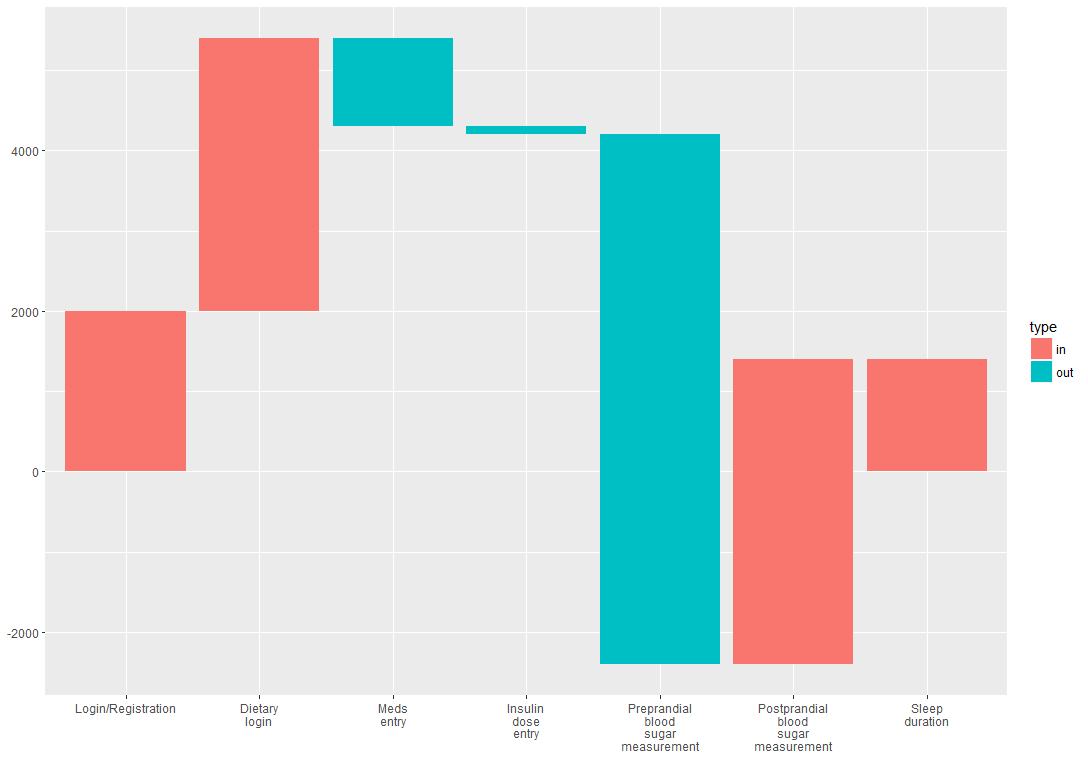 4000
2000
0
-2000
Login/Registration
Dietary
login
Meds
entry
Insulin
dose
entry
Preprandial
blood
sugar
measurement
Postprandial
blood
sugar
measurement
Sleep
duration
type
in
out